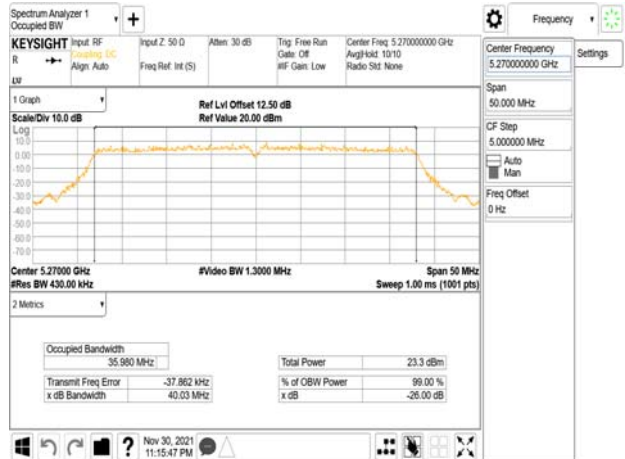 Spectrum Analyzer 1
Occupied BW
Frequency
KEYSIGHT
R
Input: RF
Coupling: DC
Align: Auto
Input Z: 50 Ω
Freq Ref: Int (S)
Atten: 30 dB
Trig: Free Run
Gate: Off
#IF Gain: Low
Center Freq: 5.270000000 GHz
Avg|Hold: 10/10
Radio Std: None
1 Graph
Scale/Div 10.0 dB
Ref Lvl Offset 12.50 dB
Ref Value 20.00 dBm
Log
10.0
0.00
-10.0
-20.0
-30.0
-40.0
-50.0
-60.0
-70.0
Center 5.27000 GHz
#Res BW 430.00 kHz
#Video BW 1.3000 MHz
Span 50 MHz
Sweep 1.00 ms (1001 pts)
2 Metrics
Occupied Bandwidth
35.980 MHz
Transmit Freq Error -37.862 kHz
x dB Bandwidth 40.03 MHz
Total Power 23.3 dBm
% of OBW Power 99.00 %
x dB -26.00 dB
Nov 30, 2021
11:15:47 PM
Center Frequency
5.270000000 GHz
Settings
Span
50.000 MHz
CF Step
5.000000 MHz
Auto
Man
Freq Offset
0 Hz